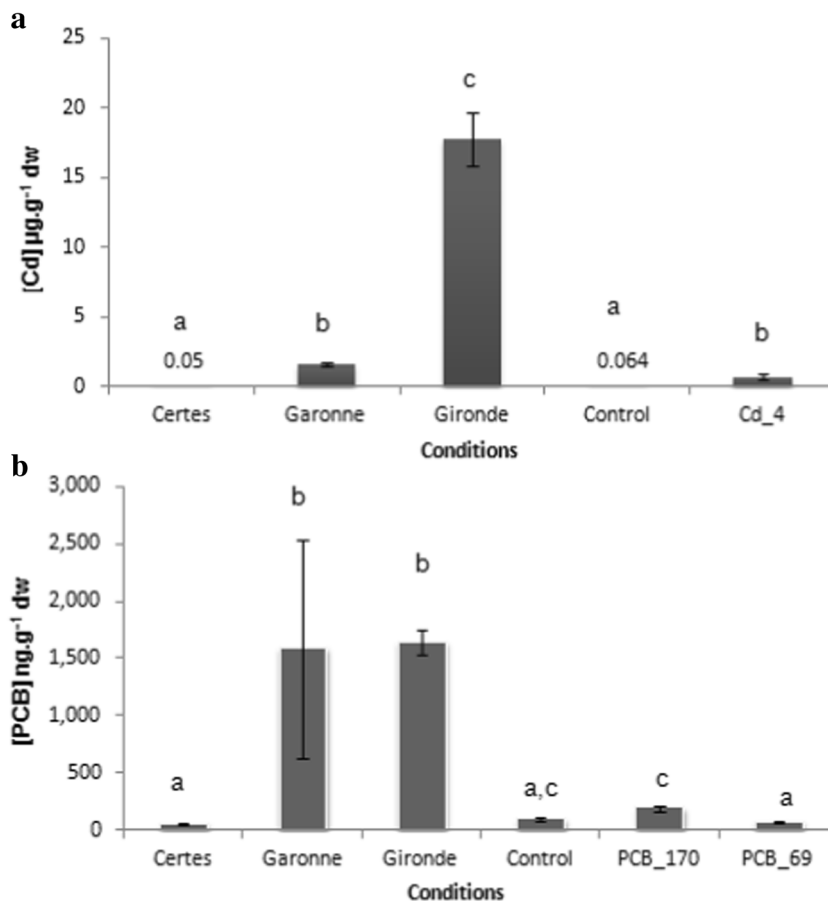 a
25
20
15
10
5
0
[Cd] µg.g⁻¹ dw
a
b
c
a
b
0.05
0.064
Certes Garonne Gironde Control Cd_4
Conditions
b
3,000
2,500
2,000
1,500
1,000
500
0
[PCB] ng.g⁻¹ dw
a
b
b
a,c
c
a
Certes Garonne Gironde Control PCB_170 PCB_69
Conditions